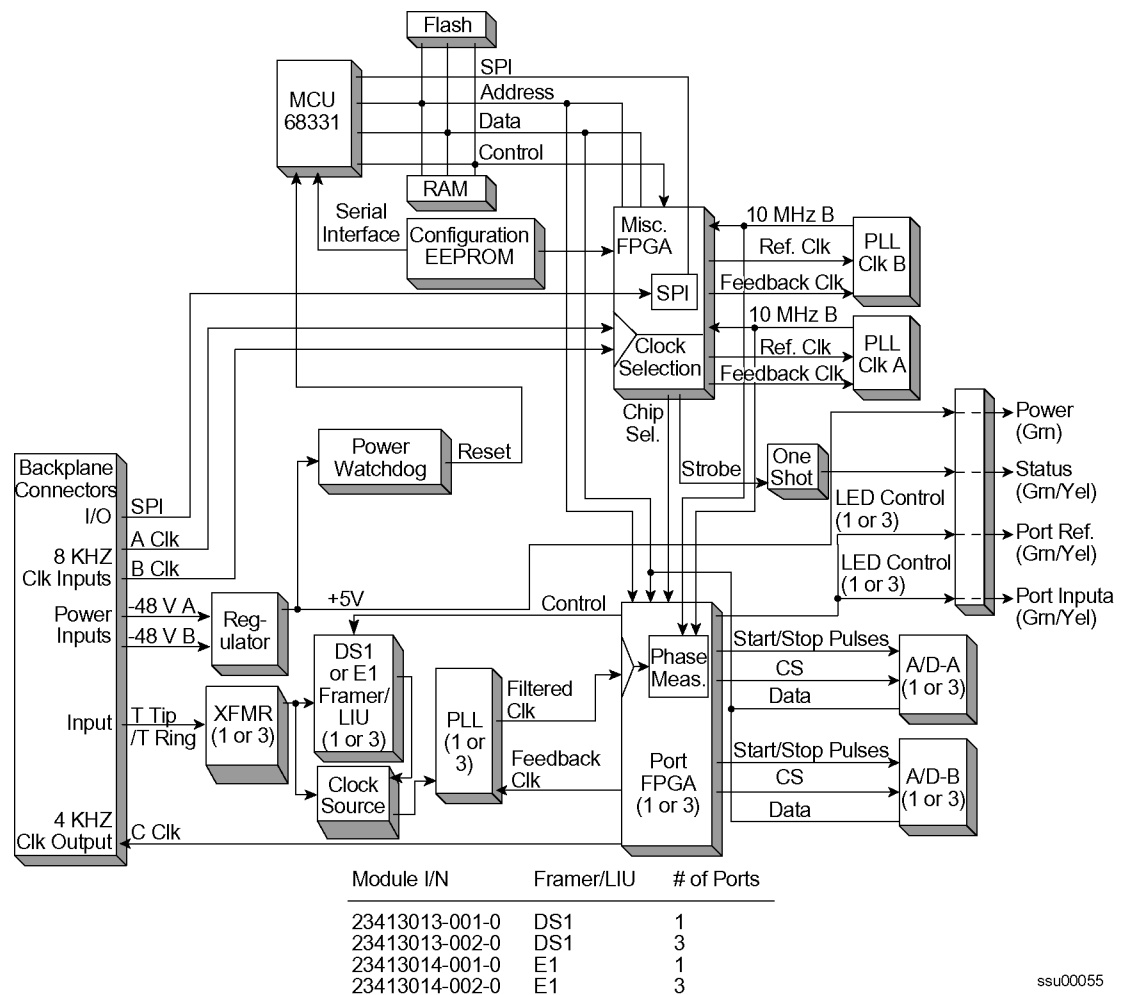 Flash
SPI
MCU
68331
Address
Data
Control
RAM
Serial
Interface
Configuration
EEPROM
Misc.
FPGA
SPI
Clock
Selection
10 MHz B
Ref. Clk
Feedback Clk
PLL
Clk B
10 MHz B
Ref. Clk
Feedback Clk
PLL
Clk A
Chip
Sel.
Strobe
One
Shot
Power
(Grn)
Status
(Grn/Yel)
LED Control
(1 or 3)
Port Ref.
(Grn/Yel)
LED Control
(1 or 3)
Port Inputa
(Grn/Yel)
Power
Watchdog
Reset
Backplane
Connectors
I/O
SPI
8 KHZ
Clk Inputs
A Clk
B Clk
Power
Inputs
-48 V A
-48 V B
Reg-
ulator
+5V
Control
Input
T Tip
/T Ring
XFMR
(1 or 3)
DS1
or E1
Framer/
LIU
(1 or 3)
Clock
Source
PLL
(1 or
3)
Filtered
Clk
Feedback
Clk
Phase
Meas.
Port
FPGA
(1 or 3)
Start/Stop Pulses
CS
Data
A/D-A
(1 or 3)
Start/Stop Pulses
CS
Data
A/D-B
(1 or 3)
4 KHZ
Clk Output
C Clk
Module I/N Framer/LIU # of Ports
23413013-001-0 DS1 1
23413013-002-0 DS1 3
23413014-001-0 E1 1
23413014-002-0 E1 3
ssu00055